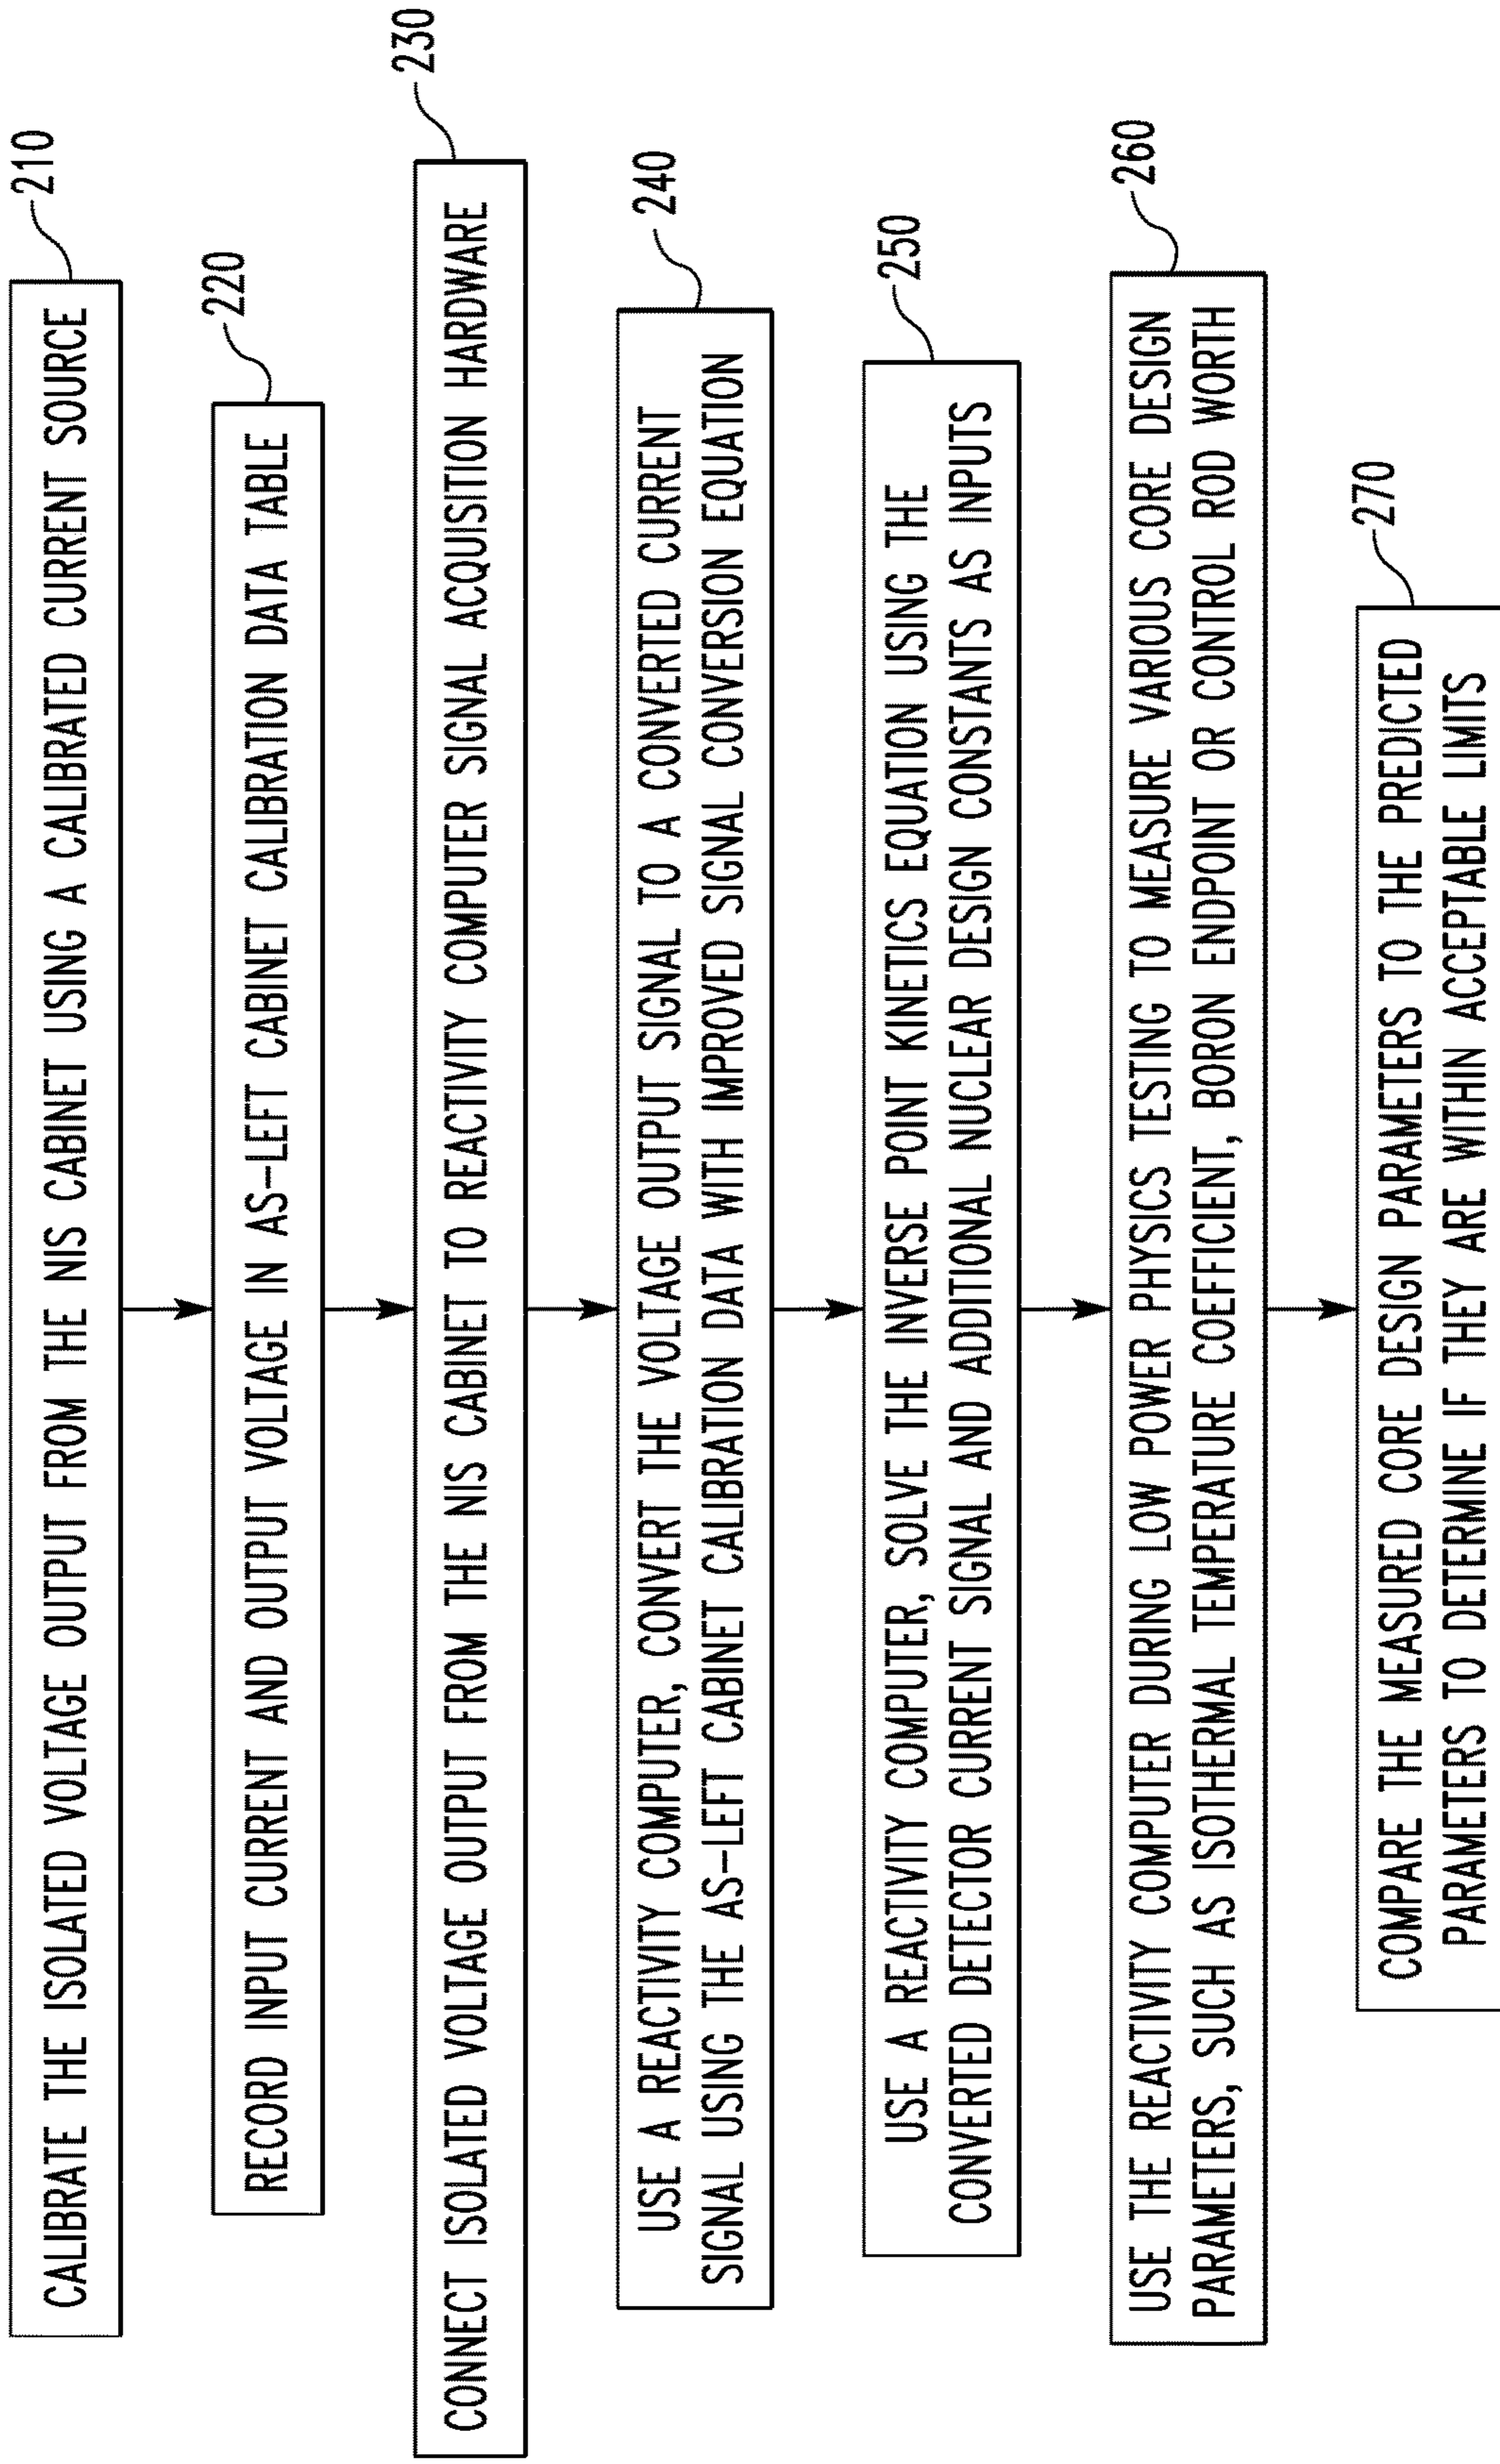 210
CALIBRATE THE ISOLATED VOLTAGE OUTPUT FROM THE NIS CABINET USING A CALIBRATED CURRENT SOURCE
220
RECORD INPUT CURRENT AND OUTPUT VOLTAGE IN AS-LEFT CABINET CALIBRATION DATA TABLE
230
CONNECT ISOLATED VOLTAGE OUTPUT FROM THE NIS CABINET TO REACTIVITY COMPUTER SIGNAL ACQUISITION HARDWARE
240
USE A REACTIVITY COMPUTER, CONVERT THE VOLTAGE OUTPUT SIGNAL TO A CONVERTED CURRENT
SIGNAL USING THE AS-LEFT CABINET CALIBRATION DATA WITH IMPROVED SIGNAL CONVERSION EQUATION
250
USE A REACTIVITY COMPUTER, SOLVE THE INVERSE POINT KINETICS EQUATION USING THE
CONVERTED DETECTOR CURRENT SIGNAL AND ADDITIONAL NUCLEAR DESIGN CONSTANTS AS INPUTS
260
USE THE REACTIVITY COMPUTER DURING LOW POWER PHYSICS TESTING TO MEASURE VARIOUS CORE DESIGN
PARAMETERS, SUCH AS ISOTHERMAL TEMPERATURE COEFFICIENT, BORON ENDPOINT OR CONTROL ROD WORTH
270
COMPARE THE MEASURED CORE DESIGN PARAMETERS TO THE PREDICTED
PARAMETERS TO DETERMINE IF THEY ARE WITHIN ACCEPTABLE LIMITS